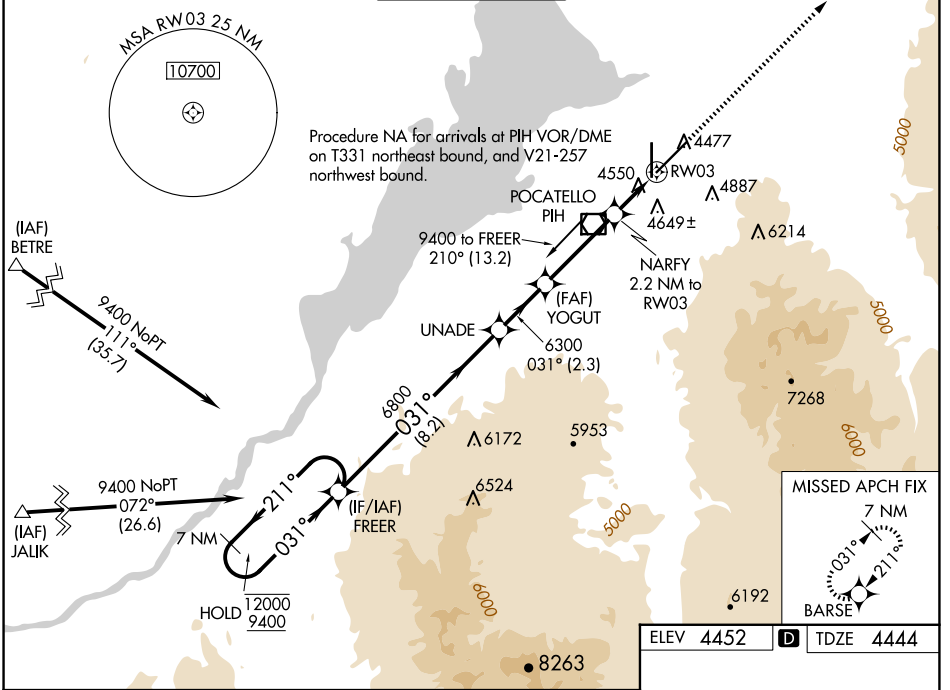 MSA RW03 25 NM
10700
Procedure NA for arrivals at PIH VOR/DME
on T331 northeast bound, and V21-257
northwest bound.
5000
4477
RW03
4550
4887
4649±
POCATELLO
PIH
6214
9400 to FREER
210° (13.2)
NARFY
2.2 NM to
RW03
(IAF)
BETRE
9400 NoPT
111°
(35.7)
(FAF)
YOGUT
UNADE
6300
031° (2.3)
5000
7268
6800
031°
(8.2)
6172
5953
6000
6524
9400 NoPT
072°
(26.6)
(IAF)
JALIK
211°
031°
7 NM
(IF/IAF)
FREER
HOLD
12000
9400
5000
6000
MISSED APCH FIX
7 NM
031°
211°
BARSE
6192
8263
ELEV 4452 D TDZE 4444